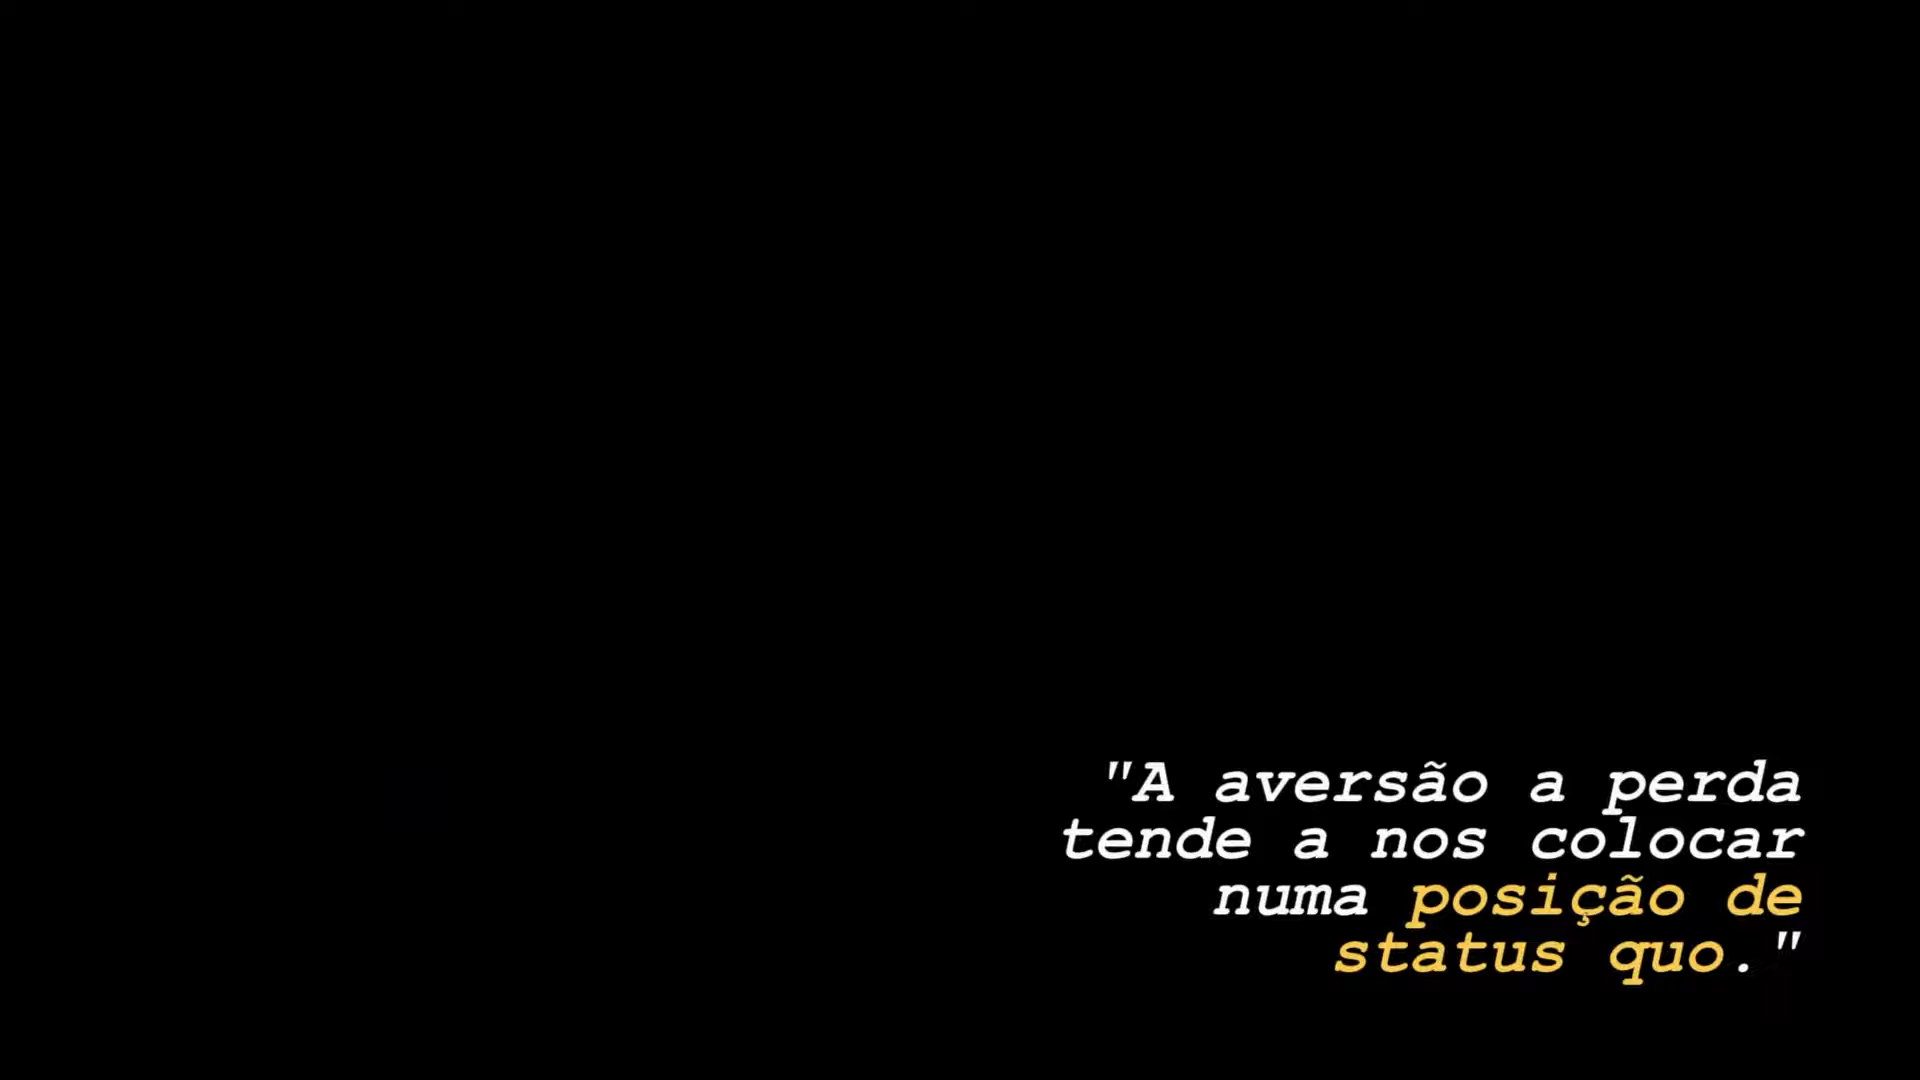 "A aversão a perda
tende a nos colocar
numa posição de
status quo."